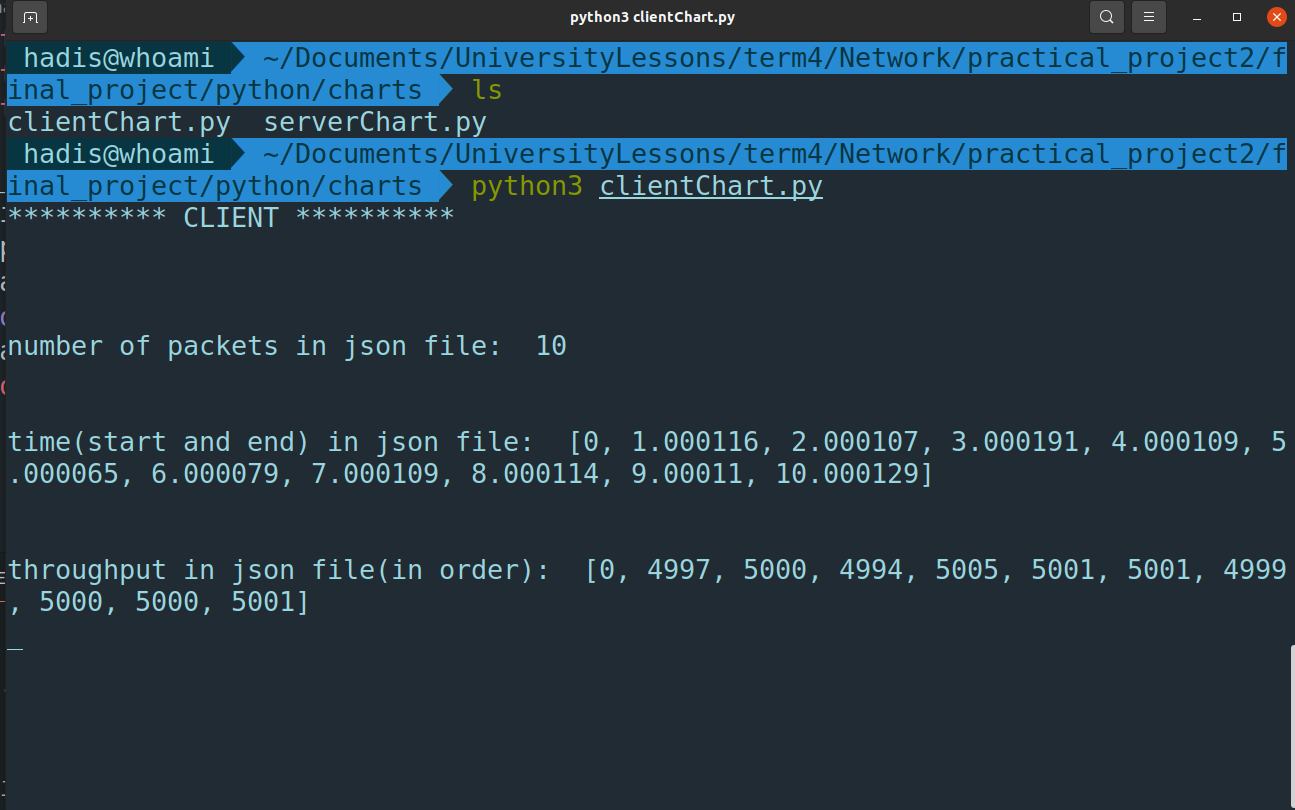 python3 clientChart.py
hadis@whoami ~/Documents/UniversityLessons/term4/Network/practical_project2/f
inal_project/python/charts ls
clientChart.py  serverChart.py
hadis@whoami ~/Documents/UniversityLessons/term4/Network/practical_project2/f
inal_project/python/charts python3 clientChart.py
********** CLIENT **********
number of packets in json file:  10
time(start and end) in json file:  [0, 1.000116, 2.000107, 3.000191, 4.000109, 5
.000065, 6.000079, 7.000109, 8.000114, 9.00011, 10.000129]
throughput in json file(in order):  [0, 4997, 5000, 4994, 5005, 5001, 5001, 4999
, 5000, 5000, 5001]